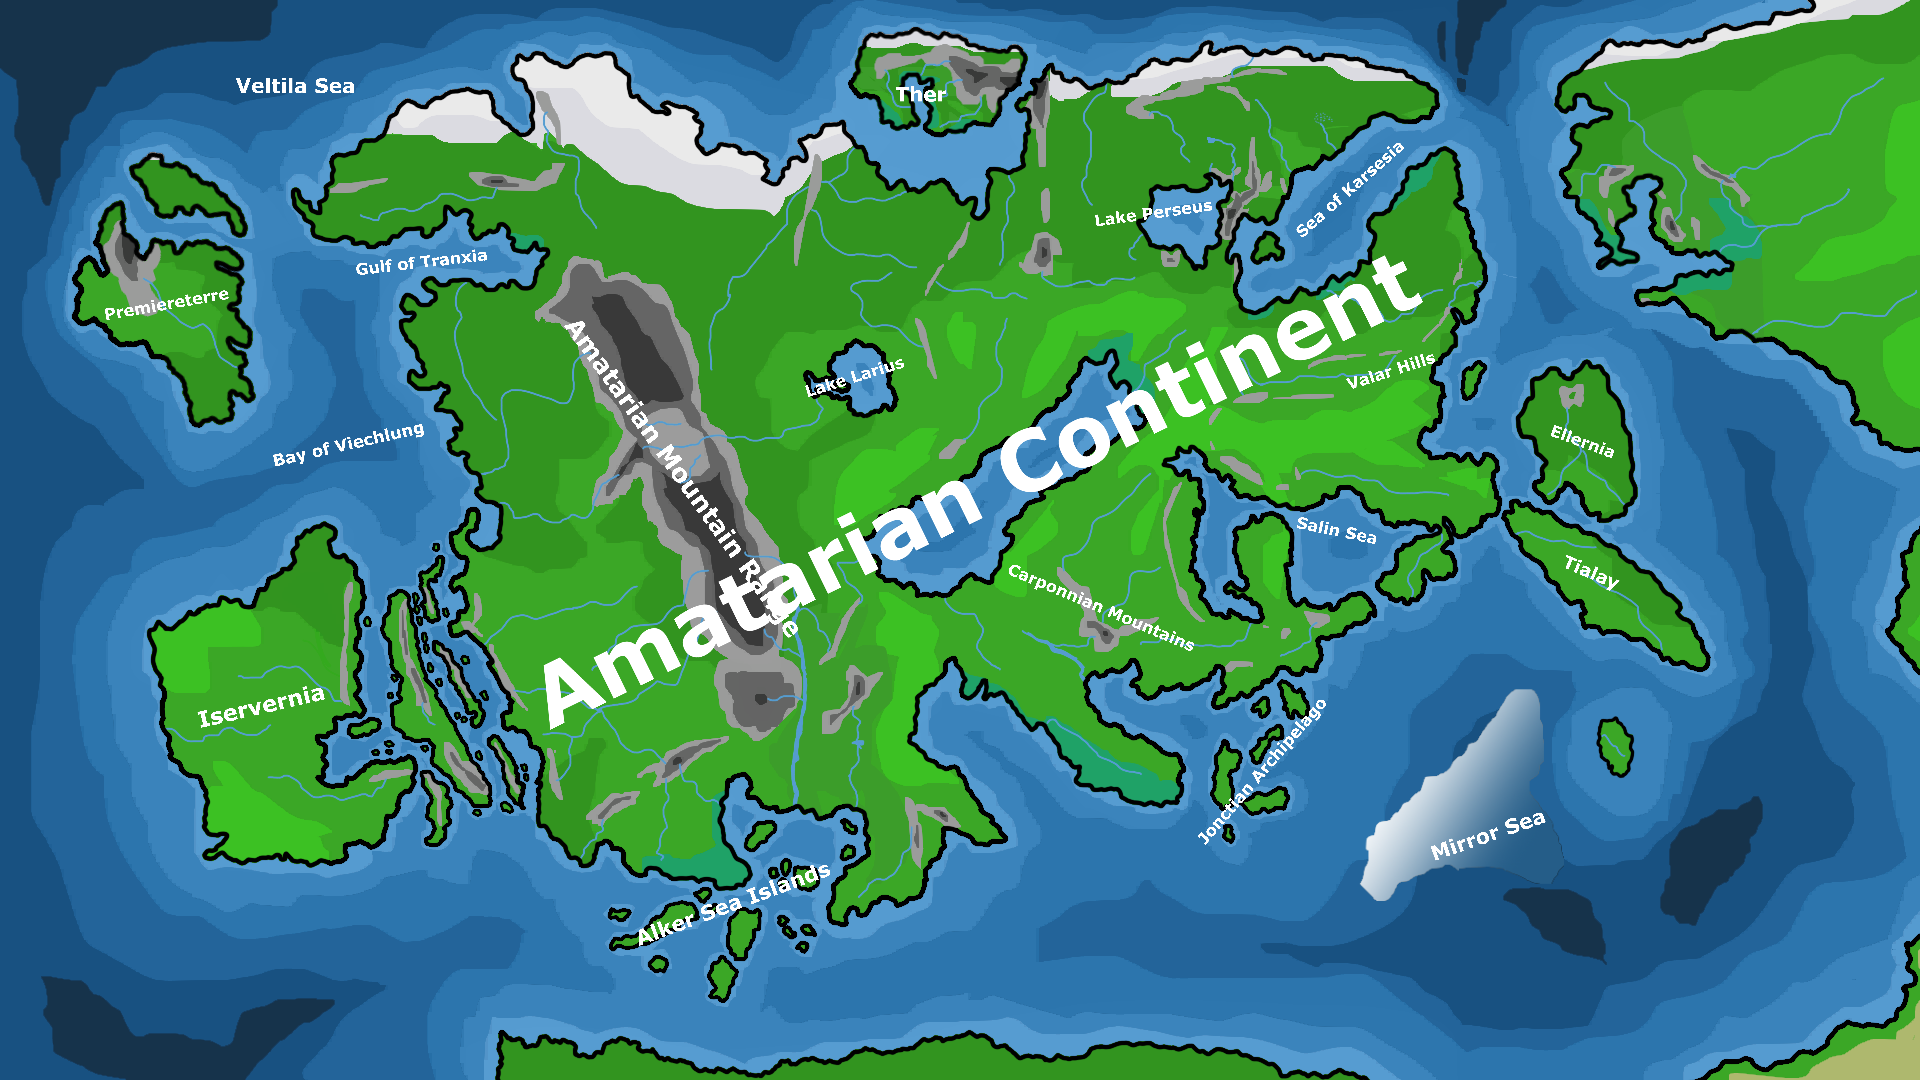 Veltila Sea
Ther
Lake Perseus
Sea of Karsesia
Gulf of Tranxia
Premiereterre
Amatarian Mountain Range
Lake Larius
Valar Hills
Bay of Viechlung
Ellernia
Amatarian Continent
Salin Sea
Carponnian Mountains
Tialay
Iservernia
Jonctian Archipelago
Mirror Sea
Alker Sea Islands